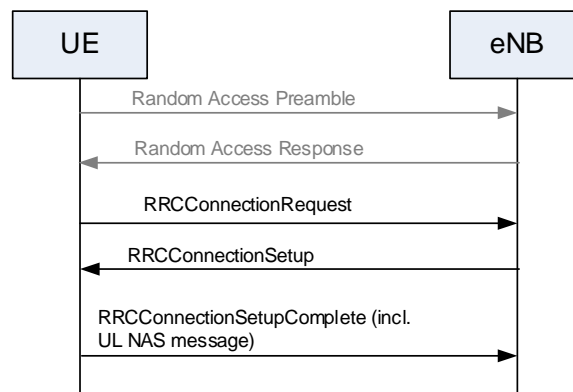 UE
eNB
Random Access Preamble
Random Access Response
RRCConnectionRequest
RRCConnectionSetup
RRCConnectionSetupComplete (incl.
UL NAS message)